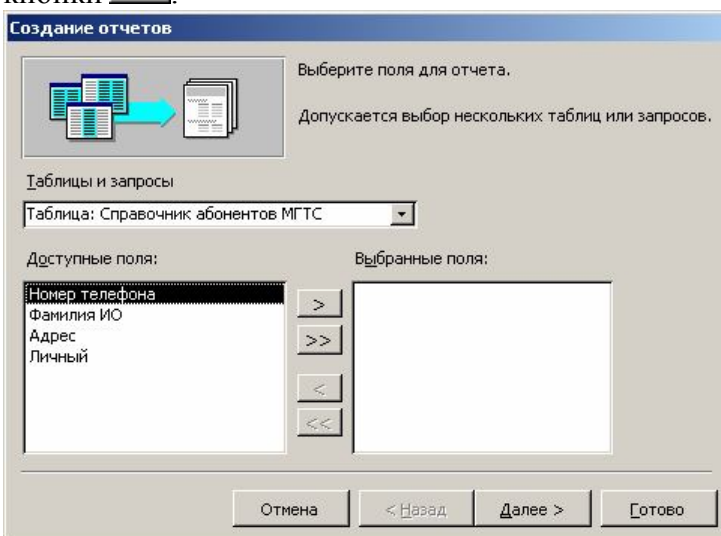 кнопки .
Создание отчетов
Выберите поля для отчета.
Допускается выбор нескольких таблиц или запросов.
Таблицы и запросы
Таблица: Справочник абонентов МГТС
Доступные поля:
Выбранные поля:
Номер телефона
Фамилия ИО
Адрес
Личный
>
>>
<
<<
Отмена
< Назад
Далее >
Готово